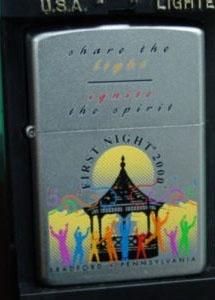 U.S.A. LIGHTE
share the
light
ignite
the spirit
FIRST NIGHT 2000
BRADFORD • PENNSYLVANIA